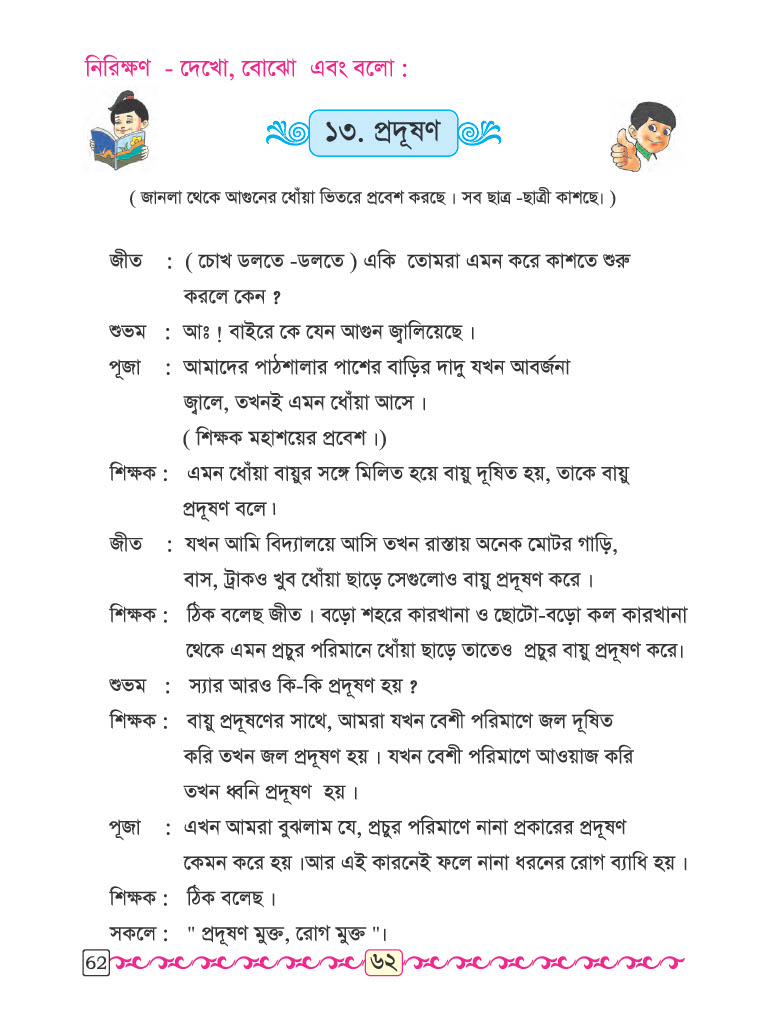 নিরিক্ষণ - দেখো, বোঝো এবং বলো :
১৩. প্রদূষণ
( জানলা থেকে আগুনের ধোঁয়া ভিতরে প্রবেশ করছে । সব ছাত্র -ছাত্রী কাশছে। )
জীত : ( চোখ ডলতে -ডলতে ) একি তোমরা এমন করে কাশতে শুরু
করলে কেন ?
শুভম : আঃ ! বাইরে কে যেন আগুন জ্বালিয়েছে ।
পূজা : আমাদের পাঠশালার পাশের বাড়ির দাদু যখন আবর্জনা
জ্বালে, তখনই এমন ধোঁয়া আসে ।
( শিক্ষক মহাশয়ের প্রবেশ ।)
শিক্ষক : এমন ধোঁয়া বায়ুর সঙ্গে মিলিত হয়ে বায়ু দূষিত হয়, তাকে বায়ু
প্রদূষণ বলে।
জীত : যখন আমি বিদ্যালয়ে আসি তখন রাস্তায় অনেক মোটর গাড়ি,
বাস, ট্রাকও খুব ধোঁয়া ছাড়ে সেগুলোও বায়ু প্রদূষণ করে ।
শিক্ষক : ঠিক বলেছ জীত । বড়ো শহরে কারখানা ও ছোটো-বড়ো কল কারখানা
থেকে এমন প্রচুর পরিমানে ধোঁয়া ছাড়ে তাতেও প্রচুর বায়ু প্রদূষণ করে।
শুভম : স্যার আরও কি-কি প্রদূষণ হয় ?
শিক্ষক : বায়ু প্রদূষণের সাথে, আমরা যখন বেশী পরিমাণে জল দূষিত
করি তখন জল প্রদূষণ হয় । যখন বেশী পরিমাণে আওয়াজ করি
তখন ধ্বনি প্রদূষণ হয় ।
পূজা : এখন আমরা বুঝলাম যে, প্রচুর পরিমাণে নানা প্রকারের প্রদূষণ
কেমন করে হয় ।আর এই কারনেই ফলে নানা ধরনের রোগ ব্যাধি হয় ।
শিক্ষক : ঠিক বলেছ ।
সকলে : " প্রদূষণ মুক্ত, রোগ মুক্ত "।
62 ৬২